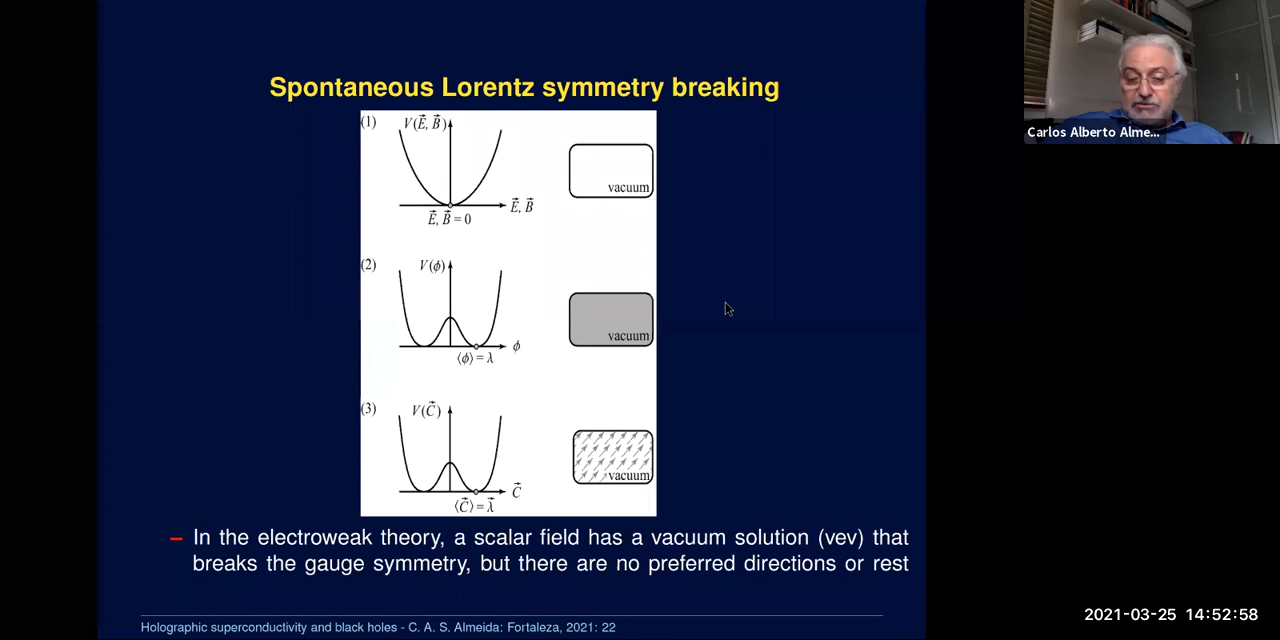 Spontaneous Lorentz symmetry breaking
(1)
V(E⃗, B⃗)
E⃗, B⃗
E⃗, B⃗ = 0
vacuum
(2)
V(ϕ)
ϕ
⟨ϕ⟩ = λ
vacuum
(3)
V(C⃗)
C⃗
⟨C⃗⟩ = λ⃗
vacuum
– In the electroweak theory, a scalar field has a vacuum solution (vev) that
breaks the gauge symmetry, but there are no preferred directions or rest
Holographic superconductivity and black holes - C. A. S. Almeida: Fortaleza, 2021: 22
Carlos Alberto Alme...
2021-03-25 14:52:58